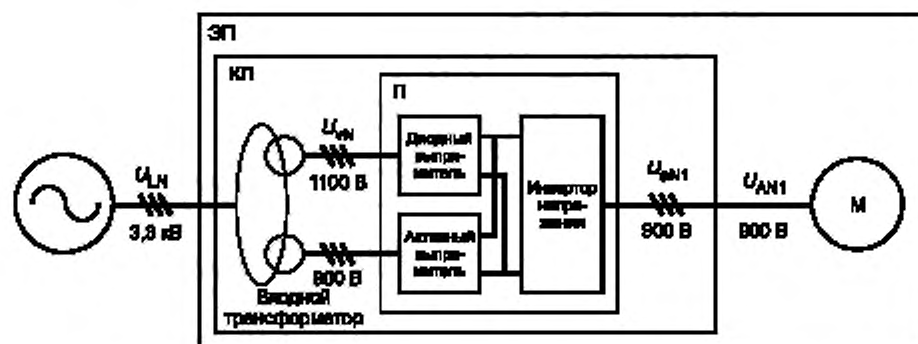 ЭП
КП
П
U_vN
Диодный
выпря-
митель
U_LN
1100 В
Инвертор
напря-
жения
U_aN1
U_AN1
М
3,3 кВ
Активный
выпря-
митель
900 В
900 В
800 В
Входной
трансформатор